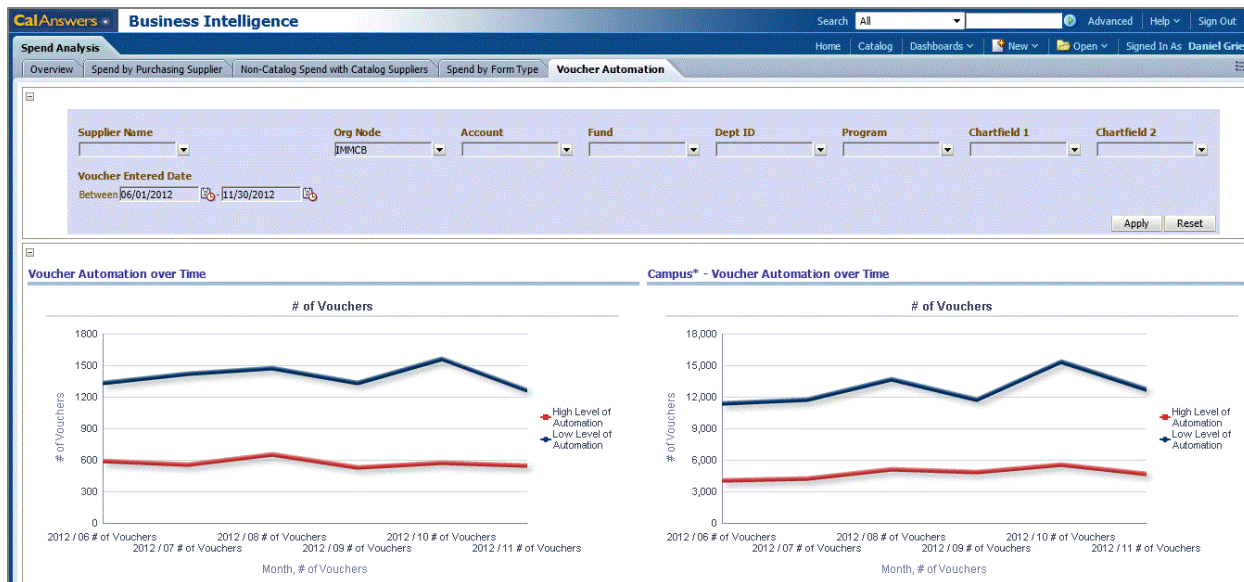 CalAnswers Business Intelligence Search All Advanced Help Sign Out
Spend Analysis Home Catalog Dashboards New Open Signed In As Daniel Grie
Overview Spend by Purchasing Supplier Non-Catalog Spend with Catalog Suppliers Spend by Form Type Voucher Automation
Supplier Name Org Node Account Fund Dept ID Program Chartfield 1 Chartfield 2
IMMCB
Voucher Entered Date
Between 06/01/2012 - 11/30/2012
Apply Reset
Voucher Automation over Time
# of Vouchers
1800
1500
1200
900
600
300
0
# of Vouchers
High Level of
Automation
Low Level of
Automation
2012 / 06 # of Vouchers 2012 / 08 # of Vouchers 2012 / 10 # of Vouchers
2012 / 07 # of Vouchers 2012 / 09 # of Vouchers 2012 / 11 # of Vouchers
Month, # of Vouchers
Campus* - Voucher Automation over Time
# of Vouchers
18,000
15,000
12,000
9,000
6,000
3,000
0
# of Vouchers
High Level of
Automation
Low Level of
Automation
2012 / 06 # of Vouchers 2012 / 08 # of Vouchers 2012 / 10 # of Vouchers
2012 / 07 # of Vouchers 2012 / 09 # of Vouchers 2012 / 11 # of Vouchers
Month, # of Vouchers